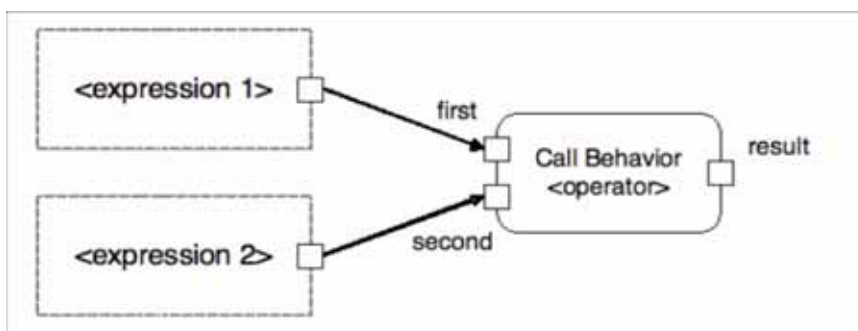 <expression 1>
first
Call Behavior
<operator>
result
<expression 2>
second